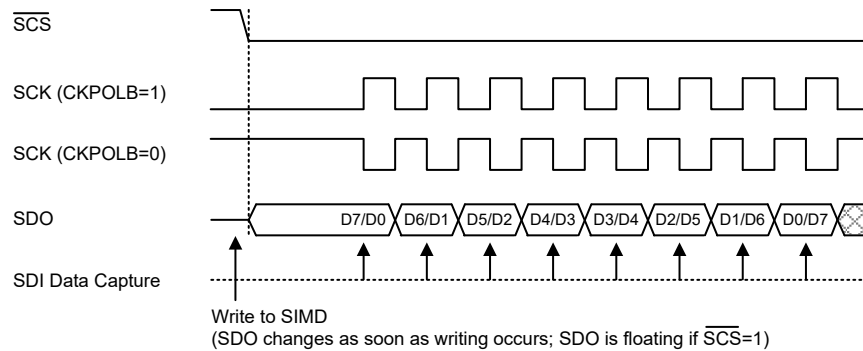 S̅C̅S̅
SCK (CKPOLB=1)
SCK (CKPOLB=0)
SDO
D7/D0 D6/D1 D5/D2 D4/D3 D3/D4 D2/D5 D1/D6 D0/D7
SDI Data Capture
Write to SIMD
(SDO changes as soon as writing occurs; SDO is floating if S̅C̅S̅=1)